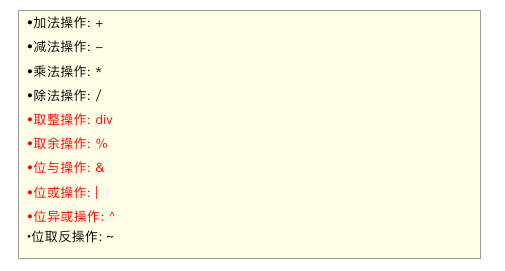 •加法操作: +
•减法操作: –
•乘法操作: *
•除法操作: /
•取整操作: div
•取余操作: %
•位与操作: &
•位或操作: |
•位异或操作: ^
•位取反操作: ~